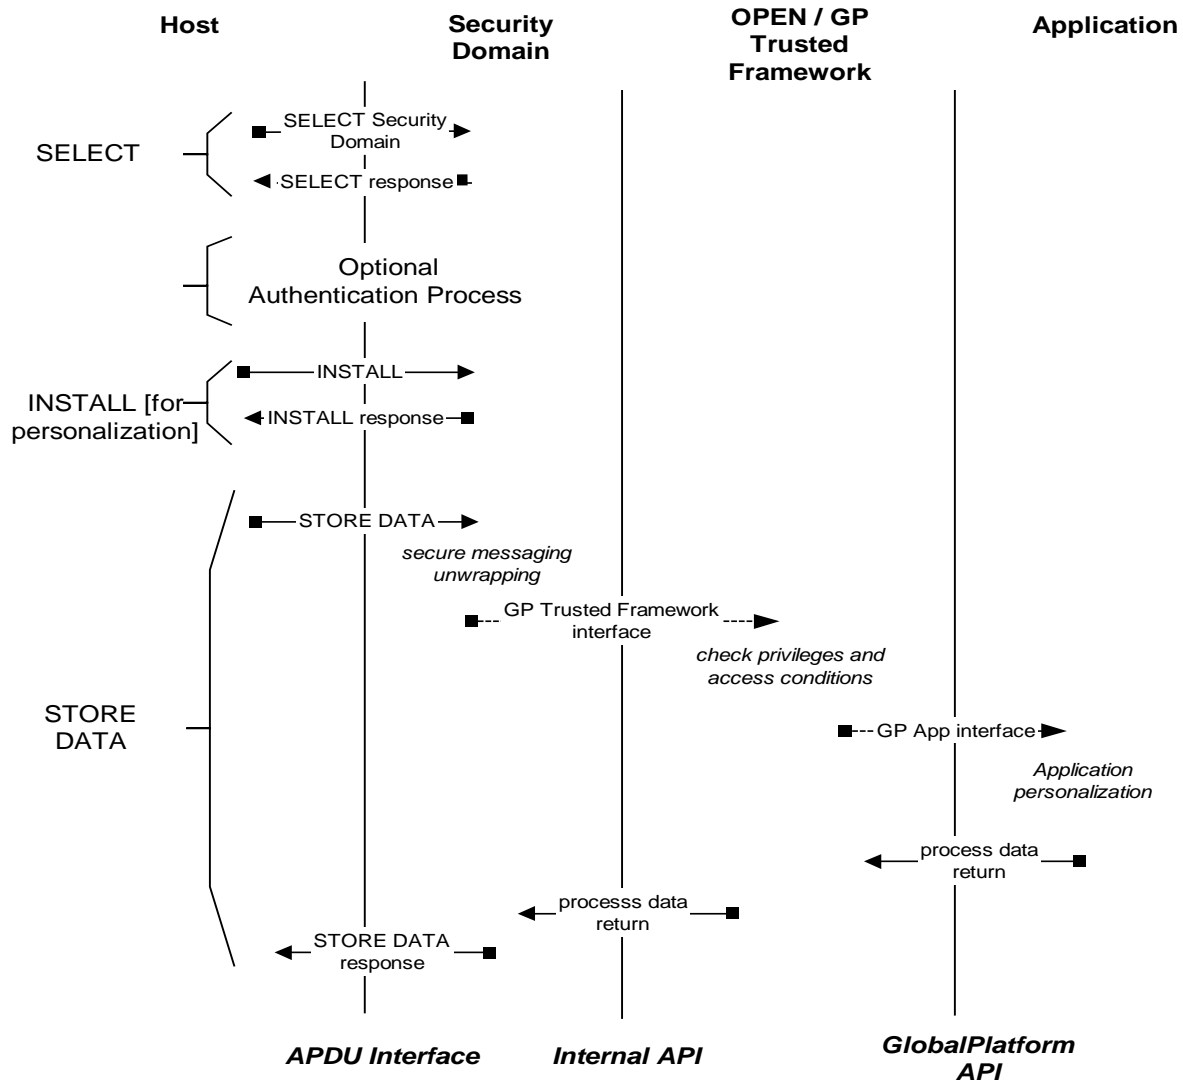 Host
Security
Domain
OPEN / GP
Trusted
Framework
Application
SELECT
SELECT Security
Domain
SELECT response
Optional
Authentication Process
INSTALL [for
personalization]
INSTALL
INSTALL response
STORE
DATA
STORE DATA
secure messaging
unwrapping
GP Trusted Framework
interface
check privileges and
access conditions
GP App interface
Application
personalization
process data
return
processs data
return
STORE DATA
response
APDU Interface
Internal API
GlobalPlatform
API